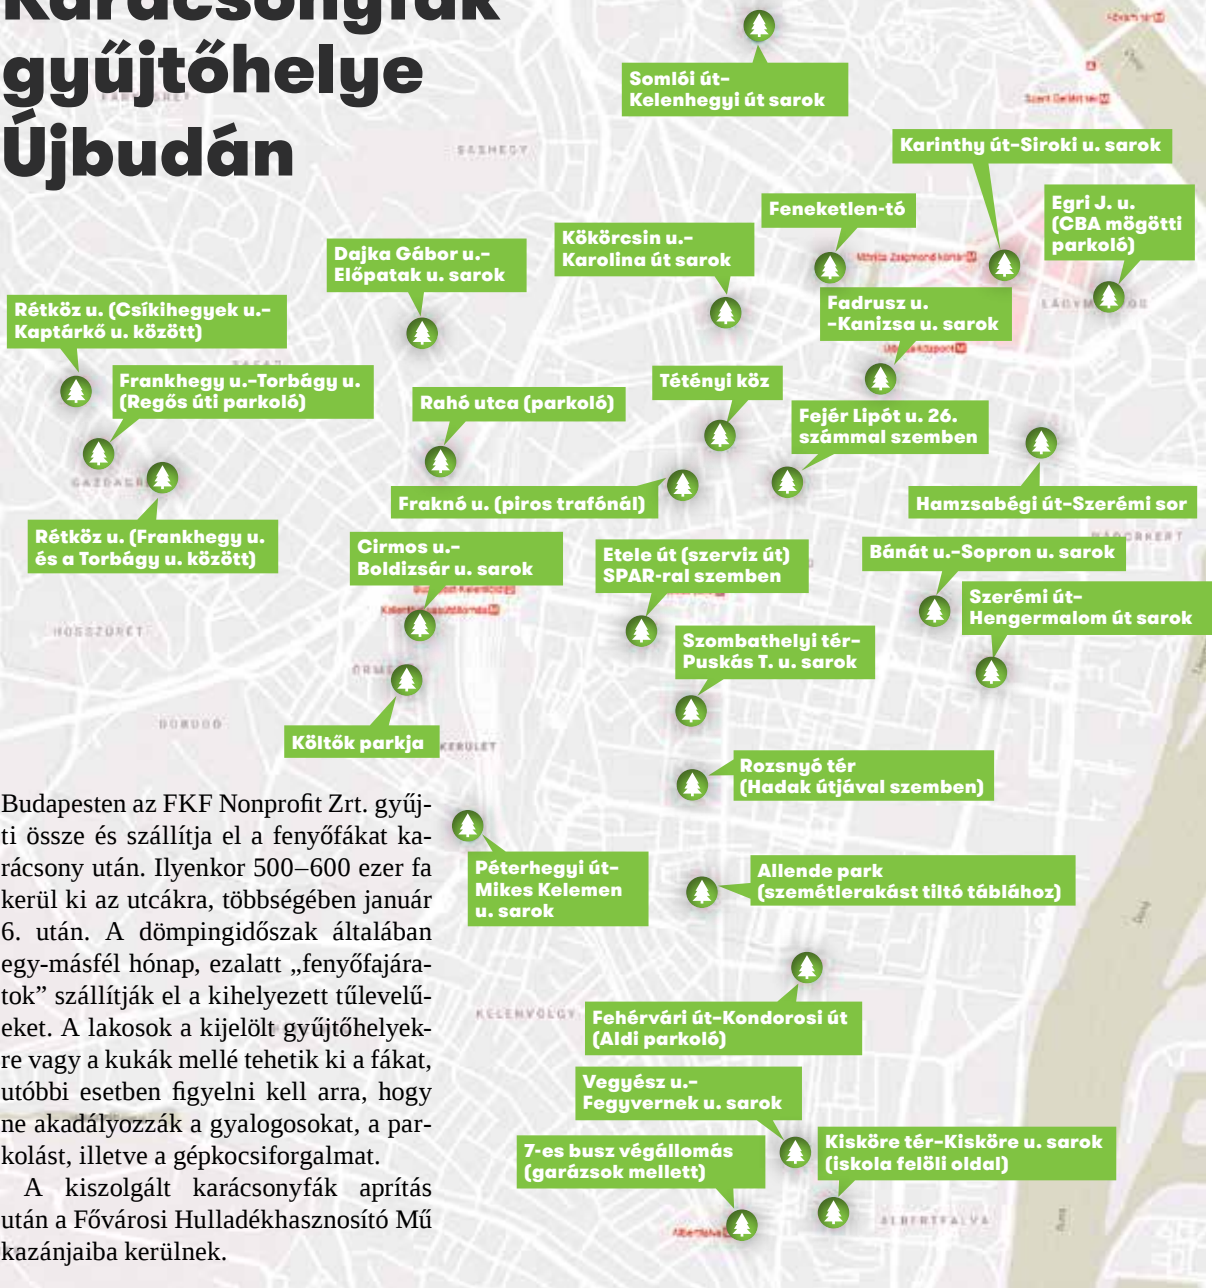 Karácsonyfák
gyűjtőhelye
Újbudán
Somlói út–
Kelenhegyi út sarok
Karinthy út–Siroki u. sarok
Feneketlen-tó
Egri J. u.
(CBA mögötti
parkoló)
Kökörcsin u.–
Karolina út sarok
Dajka Gábor u.–
Előpatak u. sarok
Fadrusz u.
–Kanizsa u. sarok
Rétköz u. (Csíkihegyek u.–
Kaptárkő u. között)
Frankhegy u.–Torbágy u.
(Regős úti parkoló)
Rahó utca (parkoló)
Tétényi köz
Fejér Lipót u. 26.
számmal szemben
Fraknó u. (piros trafónál)
Hamzsabégi út–Szerémi sor
Rétköz u. (Frankhegy u.
és a Torbágy u. között)
Cirmos u.–
Boldizsár u. sarok
Etele út (szerviz út)
SPAR-ral szemben
Bánát u.–Sopron u. sarok
Szerémi út–
Hengermalom út sarok
Szombathelyi tér–
Puskás T. u. sarok
Költők parkja
Rozsnyó tér
(Hadak útjával szemben)
Péterhegyi út–
Mikes Kelemen
u. sarok
Allende park
(szemétlerakást tiltó táblához)
Fehérvári út–Kondorosi út
(Aldi parkoló)
Vegyész u.–
Fegyvernek u. sarok
7-es busz végállomás
(garázsok mellett)
Kisköre tér–Kisköre u. sarok
(iskola felöli oldal)
SASHEGY
HOSSZÚRÉT
DOBOGÓ
KERÜLET
KELENVÖLGY
ALBERTFALVA
Budapesten az FKF Nonprofit Zrt. gyűj-
ti össze és szállítja el a fenyőfákat ka-
rácsony után. Ilyenkor 500–600 ezer fa
kerül ki az utcákra, többségében január
6. után. A dömpingidőszak általában
egy-másfél hónap, ezalatt „fenyőfajára-
tok” szállítják el a kihelyezett tűlevelű-
eket. A lakosok a kijelölt gyűjtőhelyek-
re vagy a kukák mellé tehetik ki a fákat,
utóbbi esetben figyelni kell arra, hogy
ne akadályozzák a gyalogosokat, a par-
kolást, illetve a gépkocsiforgalmat.
A kiszolgált karácsonyfák aprítás
után a Fővárosi Hulladékhasznosító Mű
kazánjaiba kerülnek.